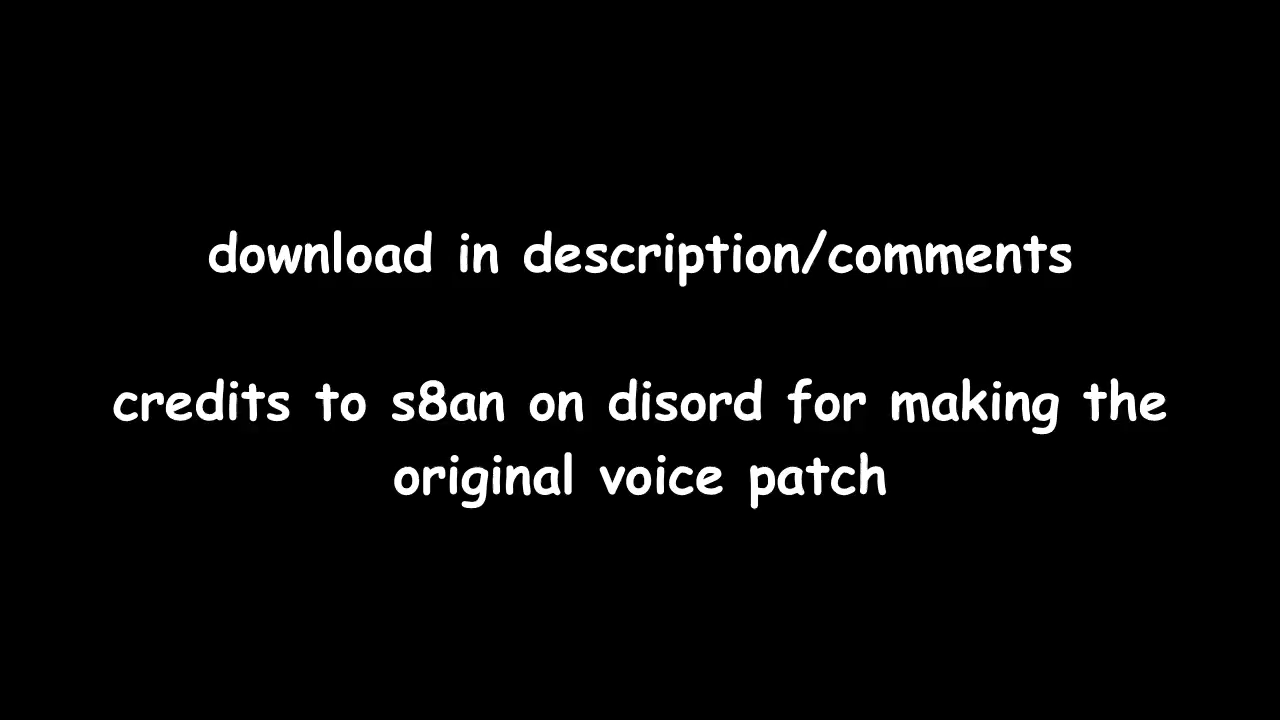 download in description/comments
credits to s8an on disord for making the
original voice patch